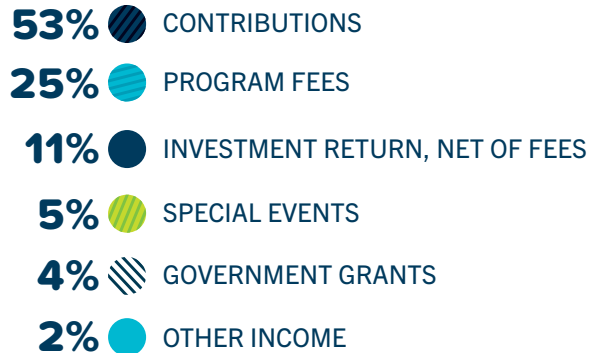 53% CONTRIBUTIONS
25% PROGRAM FEES
11% INVESTMENT RETURN, NET OF FEES
5% SPECIAL EVENTS
4% GOVERNMENT GRANTS
2% OTHER INCOME